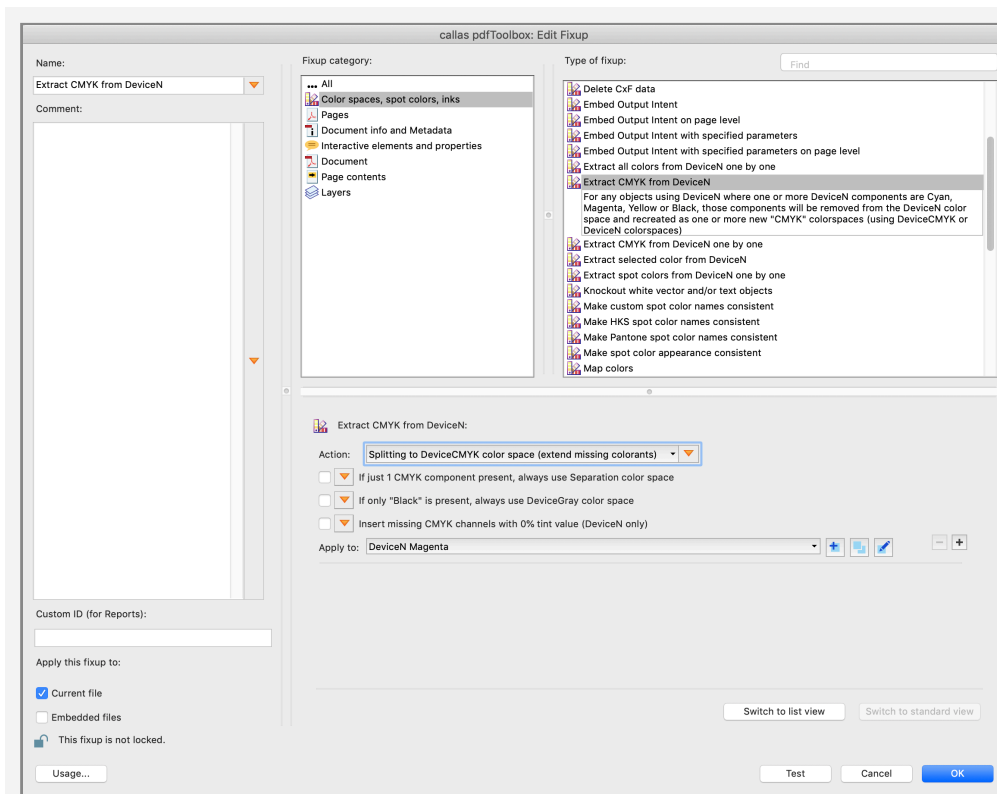 callas pdfToolbox: Edit Fixup
Name:
Extract CMYK from DeviceN
Comment:
Custom ID (for Reports):
Apply this fixup to:
Current file
Embedded files
This fixup is not locked.
Usage...
Fixup category:
... All
Color spaces, spot colors, inks
Pages
Document info and Metadata
Interactive elements and properties
Document
Page contents
Layers
Type of fixup:
Find
Delete CxF data
Embed Output Intent
Embed Output Intent on page level
Embed Output Intent with specified parameters
Embed Output Intent with specified parameters on page level
Extract all colors from DeviceN one by one
Extract CMYK from DeviceN
For any objects using DeviceN where one or more DeviceN components are Cyan,
Magenta, Yellow or Black, those components will be removed from the DeviceN color
space and recreated as one or more new "CMYK" colorspaces (using DeviceCMYK or
DeviceN colorspaces)
Extract CMYK from DeviceN one by one
Extract selected color from DeviceN
Extract spot colors from DeviceN one by one
Knockout white vector and/or text objects
Make custom spot color names consistent
Make HKS spot color names consistent
Make Pantone spot color names consistent
Make spot color appearance consistent
Map colors
Extract CMYK from DeviceN:
Action: Splitting to DeviceCMYK color space (extend missing colorants)
If just 1 CMYK component present, always use Separation color space
If only "Black" is present, always use DeviceGray color space
Insert missing CMYK channels with 0% tint value (DeviceN only)
Apply to: DeviceN Magenta
Switch to list view
Switch to standard view
Test
Cancel
OK